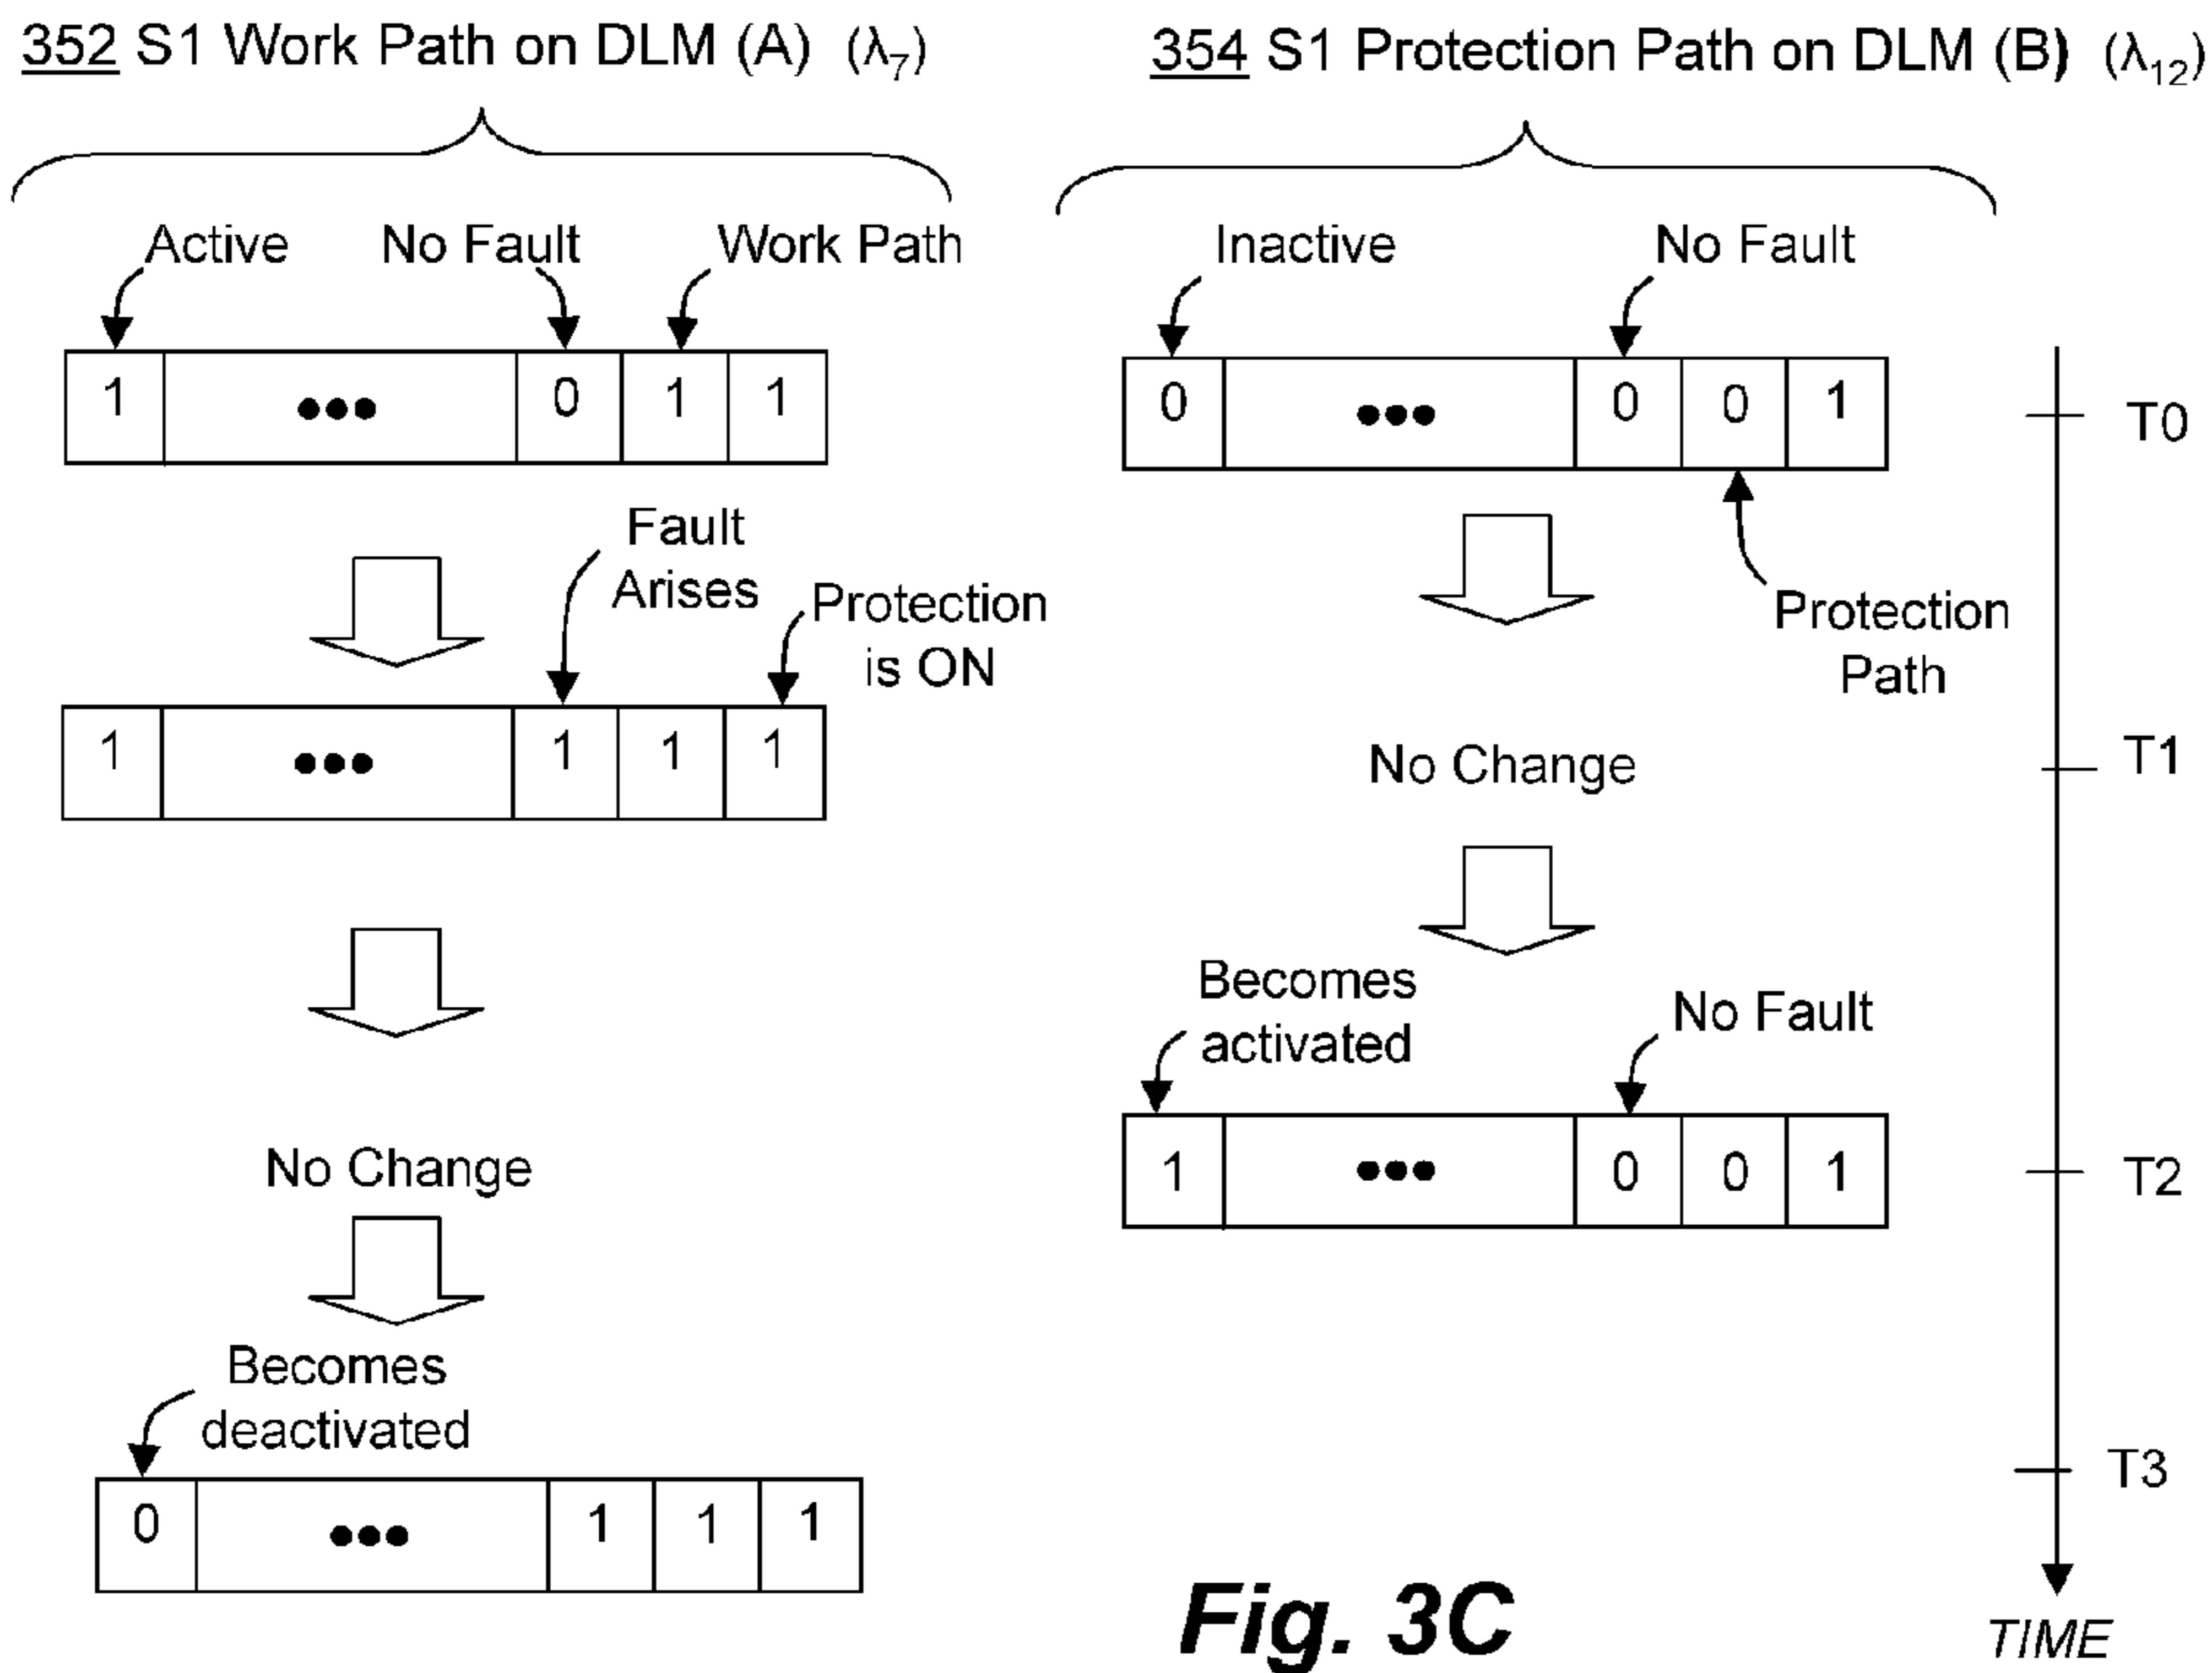 352 S1 Work Path on DLM (A) (λ7)
354 S1 Protection Path on DLM (B) (λ12)
Active No Fault Work Path
Inactive No Fault
1 ••• 0 1 1
0 ••• 0 0 1
T0
Fault
Arises
Protection
is ON
Protection
Path
1 ••• 1 1 1
No Change
T1
Becomes
activated
No Fault
No Change
1 ••• 0 0 1
T2
Becomes
deactivated
0 ••• 1 1 1
T3
TIME
Fig. 3C